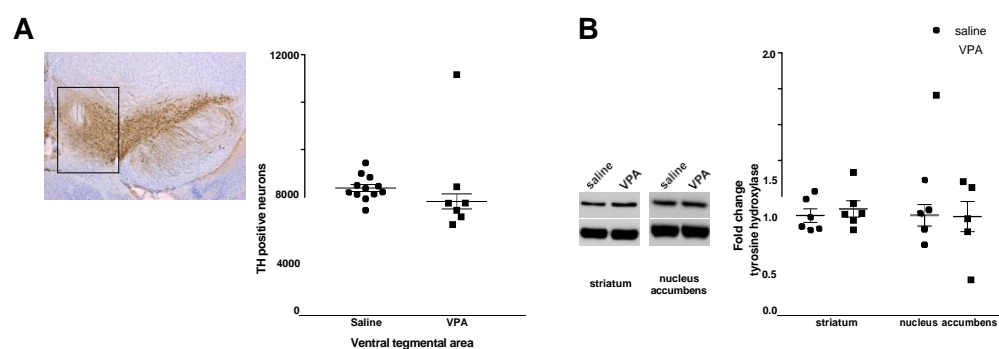 A
12000
8000
4000
0
TH positive neurons
Saline VPA
Ventral tegmental area
B
saline
VPA
saline VPA saline VPA
striatum
nucleus
accumbens
2.0
1.5
1.0
0.5
0.0
Fold change
tyrosine hydroxylase
striatum nucleus accumbens